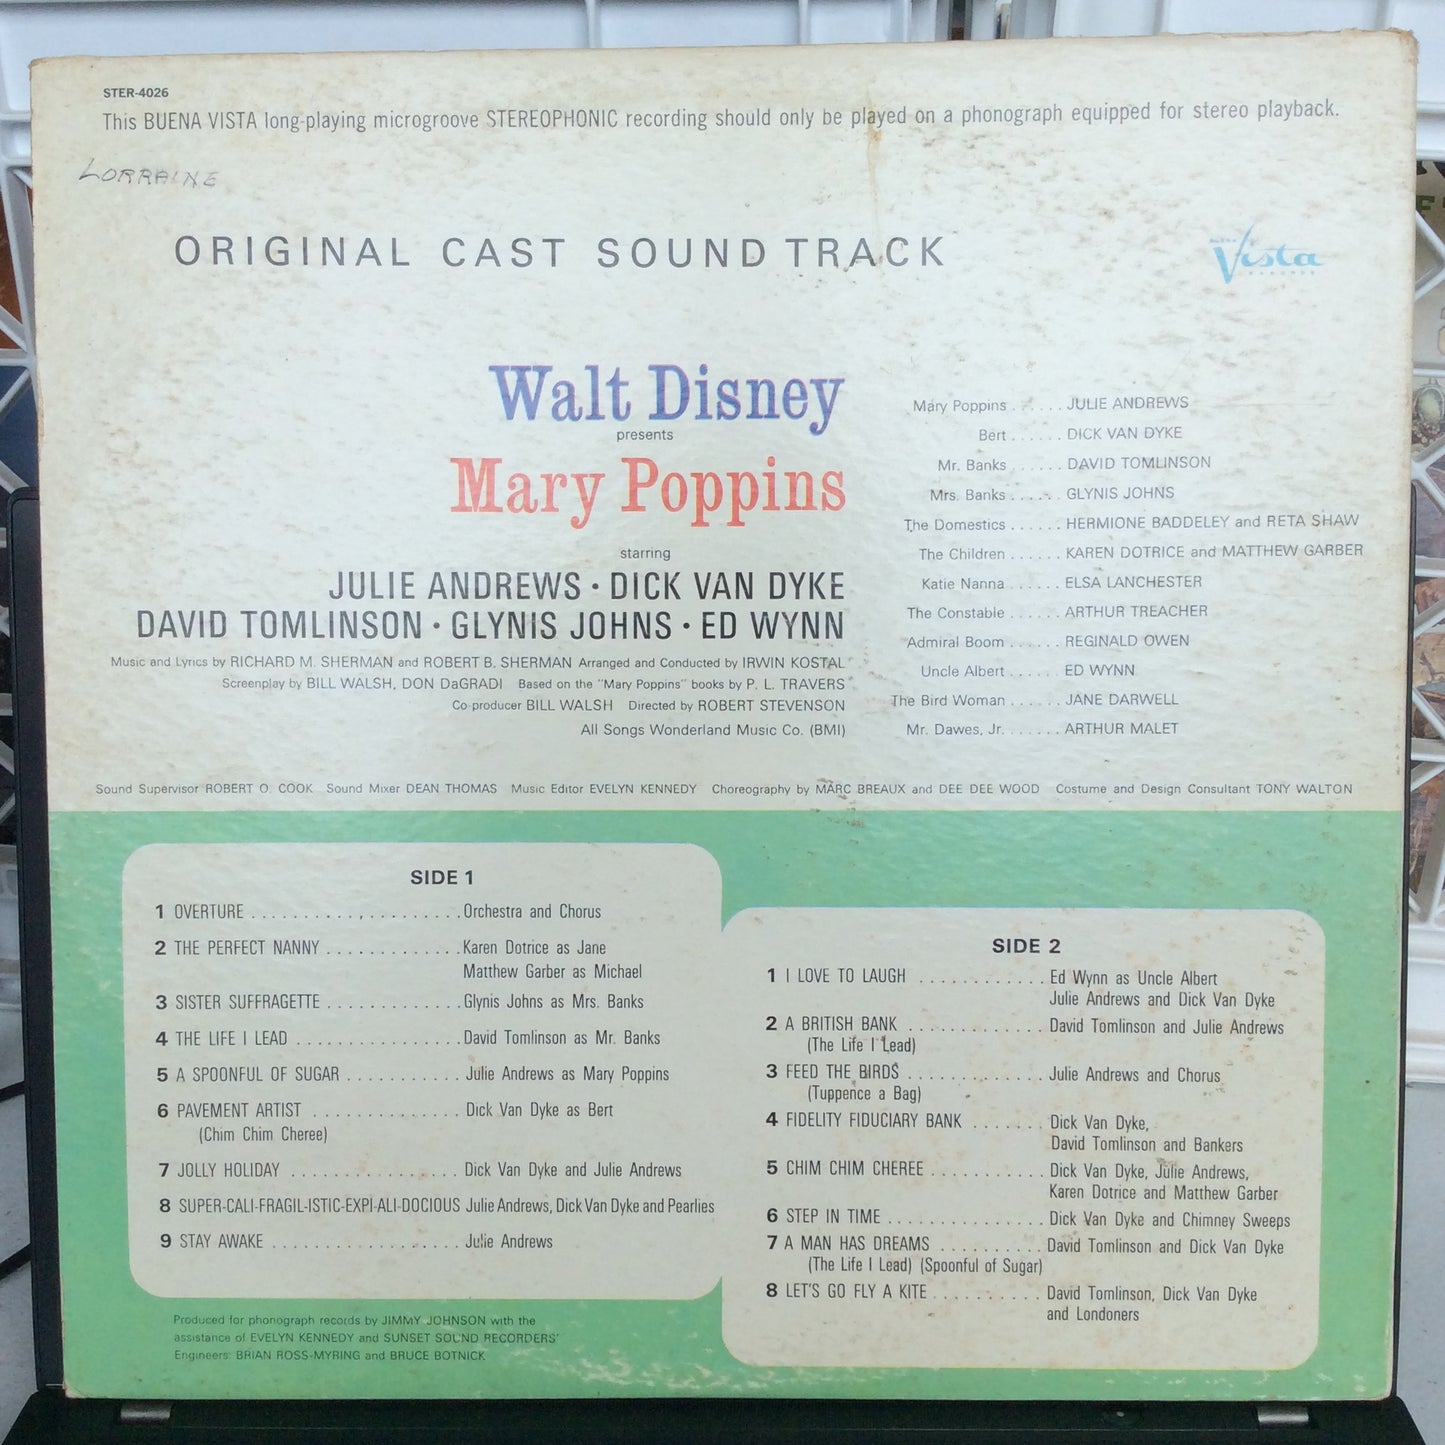 STER-4026
This BUENA VISTA long-playing microgroove STEREOPHONIC recording should only be played on a phonograph equipped for stereo playback.
LORRAINE
ORIGINAL CAST SOUND TRACK
Vista
RECORDS
Walt Disney
presents
Mary Poppins
starring
JULIE ANDREWS · DICK VAN DYKE
DAVID TOMLINSON · GLYNIS JOHNS · ED WYNN
Music and Lyrics by RICHARD M. SHERMAN and ROBERT B. SHERMAN Arranged and Conducted by IRWIN KOSTAL
Screenplay by BILL WALSH, DON DaGRADI Based on the "Mary Poppins" books by P. L. TRAVERS
Co-producer BILL WALSH Directed by ROBERT STEVENSON
All Songs Wonderland Music Co. (BMI)
Mary Poppins . . . . . . JULIE ANDREWS
Bert . . . . . . DICK VAN DYKE
Mr. Banks . . . . . . DAVID TOMLINSON
Mrs. Banks . . . . . . GLYNIS JOHNS
The Domestics . . . . . . HERMIONE BADDELEY and RETA SHAW
The Children . . . . . . KAREN DOTRICE and MATTHEW GARBER
Katie Nanna . . . . . . ELSA LANCHESTER
The Constable . . . . . . ARTHUR TREACHER
Admiral Boom . . . . . . REGINALD OWEN
Uncle Albert . . . . . . ED WYNN
The Bird Woman . . . . . . JANE DARWELL
Mr. Dawes, Jr. . . . . . . ARTHUR MALET
Sound Supervisor ROBERT O. COOK Sound Mixer DEAN THOMAS Music Editor EVELYN KENNEDY Choreography by MARC BREAUX and DEE DEE WOOD Costume and Design Consultant TONY WALTON
SIDE 1
1 OVERTURE . . . . . . . . . . . . . . . . . . . . Orchestra and Chorus
2 THE PERFECT NANNY . . . . . . . . . . . . . Karen Dotrice as Jane
Matthew Garber as Michael
3 SISTER SUFFRAGETTE . . . . . . . . . . . . . Glynis Johns as Mrs. Banks
4 THE LIFE I LEAD . . . . . . . . . . . . . . . . David Tomlinson as Mr. Banks
5 A SPOONFUL OF SUGAR . . . . . . . . . . . Julie Andrews as Mary Poppins
6 PAVEMENT ARTIST . . . . . . . . . . . . . . Dick Van Dyke as Bert
(Chim Chim Cheree)
7 JOLLY HOLIDAY . . . . . . . . . . . . . . . . Dick Van Dyke and Julie Andrews
8 SUPER-CALI-FRAGIL-ISTIC-EXPI-ALI-DOCIOUS Julie Andrews, Dick Van Dyke and Pearlies
9 STAY AWAKE . . . . . . . . . . . . . . . . . . Julie Andrews
Produced for phonograph records by JIMMY JOHNSON with the
assistance of EVELYN KENNEDY and SUNSET SOUND RECORDERS'
Engineers: BRIAN ROSS-MYRING and BRUCE BOTNICK
SIDE 2
1 I LOVE TO LAUGH . . . . . . . . . . . . Ed Wynn as Uncle Albert
Julie Andrews and Dick Van Dyke
2 A BRITISH BANK . . . . . . . . . . . . . David Tomlinson and Julie Andrews
(The Life I Lead)
3 FEED THE BIRDS . . . . . . . . . . . . . Julie Andrews and Chorus
(Tuppence a Bag)
4 FIDELITY FIDUCIARY BANK . . . . . . . Dick Van Dyke,
David Tomlinson and Bankers
5 CHIM CHIM CHEREE . . . . . . . . . . . Dick Van Dyke, Julie Andrews,
Karen Dotrice and Matthew Garber
6 STEP IN TIME . . . . . . . . . . . . . . . Dick Van Dyke and Chimney Sweeps
7 A MAN HAS DREAMS . . . . . . . . . . David Tomlinson and Dick Van Dyke
(The Life I Lead) (Spoonful of Sugar)
8 LET'S GO FLY A KITE . . . . . . . . . . David Tomlinson, Dick Van Dyke
and Londoners